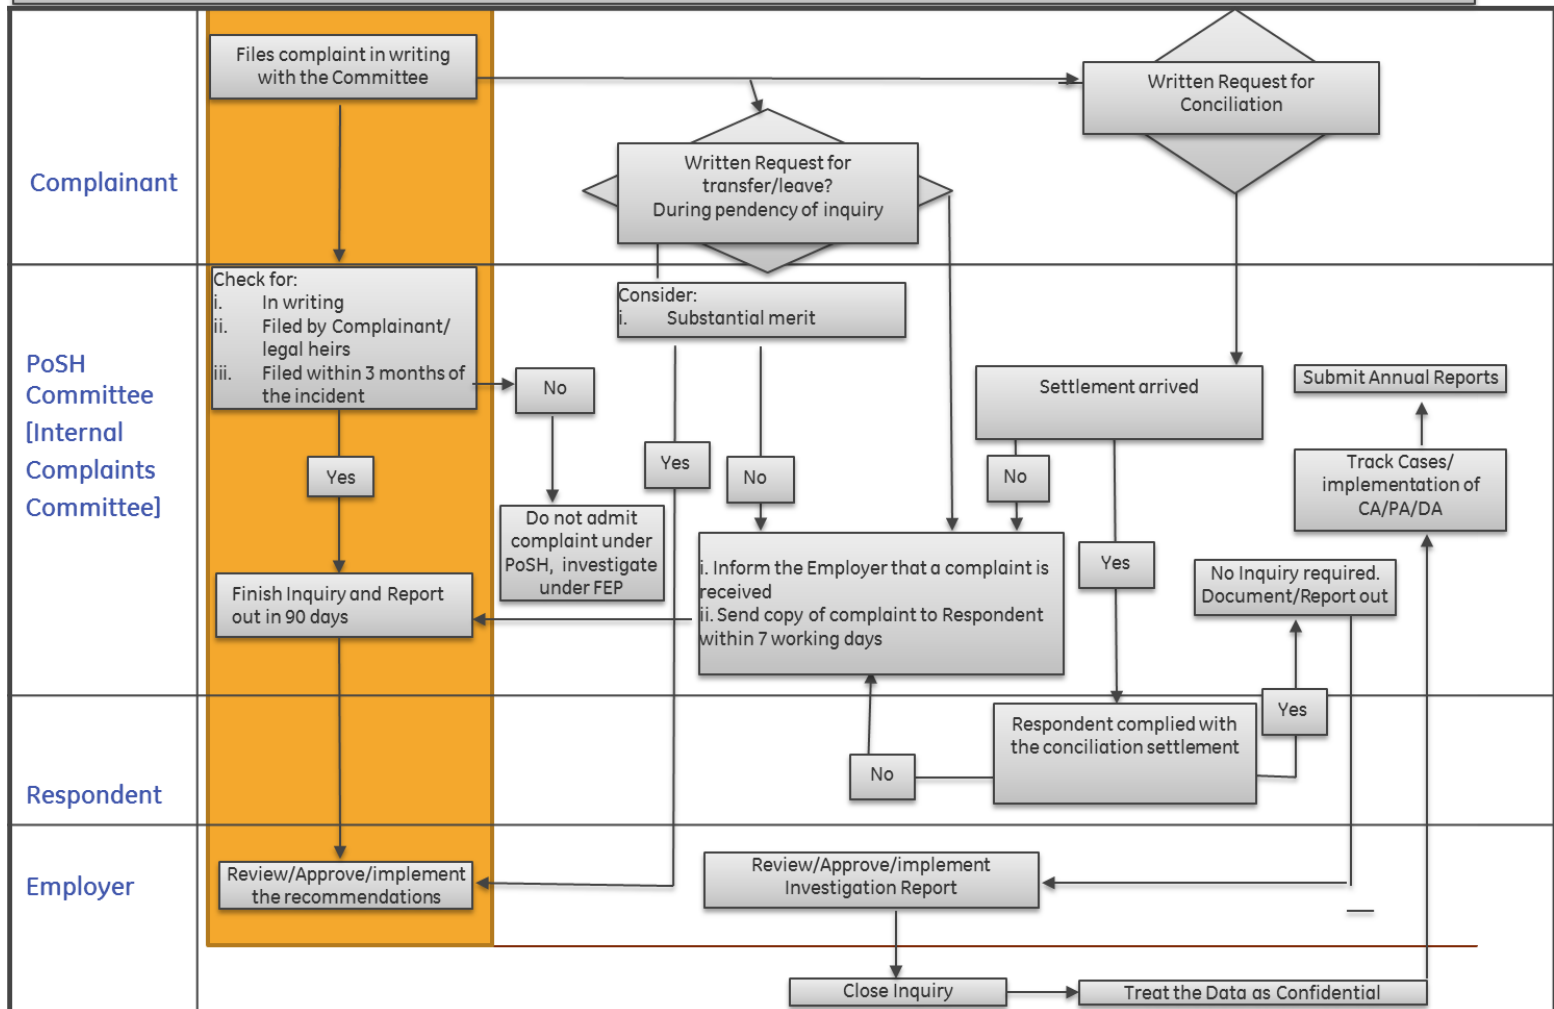 Files complaint in writing
with the Committee
Written Request for
Conciliation
Complainant
Written Request for
transfer/leave?
During pendency of inquiry
PoSH
Committee
[Internal
Complaints
Committee]
Check for:
i. In writing
ii. Filed by Complainant/
legal heirs
iii. Filed within 3 months of
the incident
No
Yes
Do not admit
complaint under
PoSH, investigate
under FEP
Finish Inquiry and Report
out in 90 days
Consider:
i. Substantial merit
Yes
No
i. Inform the Employer that a complaint is
received
ii. Send copy of complaint to Respondent
within 7 working days
Settlement arrived
No
Yes
Submit Annual Reports
Track Cases/
implementation of
CA/PA/DA
No Inquiry required.
Document/Report out
Respondent
No
Respondent complied with
the conciliation settlement
Yes
Employer
Review/Approve/implement
the recommendations
Review/Approve/implement
Investigation Report
Close Inquiry
Treat the Data as Confidential